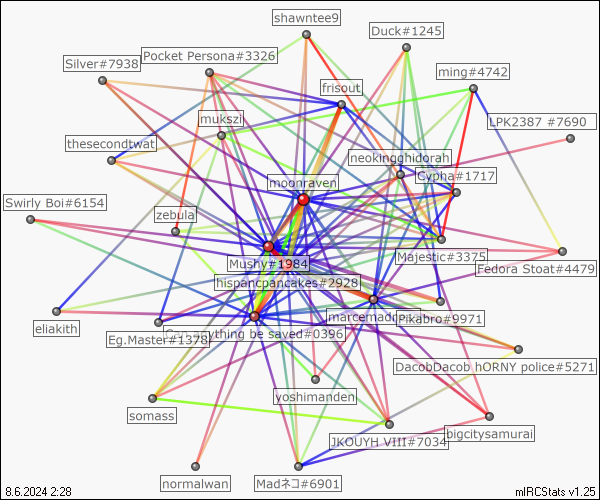 shawntee9
Duck#1245
Pocket Persona#3326
Silver#7938
ming#4742
frisout
mukszi
LPK2387 #7690
thesecondtwat
neokingghidorah
Cypha#1717
moonraven
Swirly Boi#6154
zebula
Mushy#1984
Majestic#3375
Fedora Stoat#4479
hispancpancakes#2928
Pikabro#9971
eliakith
Eg.Master#1378
anything be saved#0396
DacobDacob hORNY police#5271
yoshimanden
somass
bigcitysamurai
JKOUYH VIII#7034
normalwan
Madネコ#6901
8.6.2024 2:28
mIRCStats v1.25